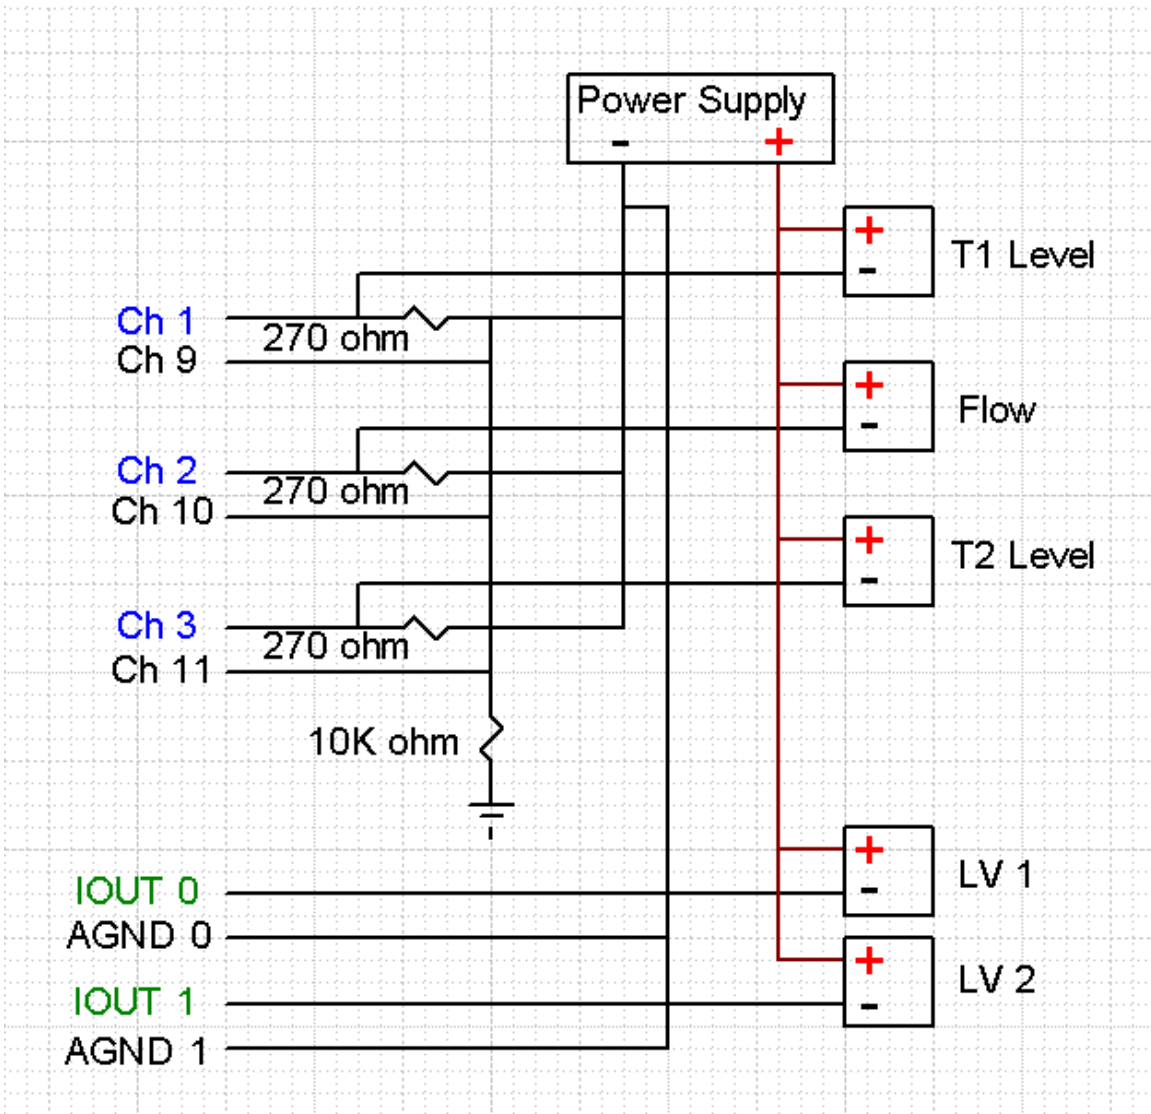 Power Supply
- +
+
-
T1 Level
Ch 1
270 ohm
Ch 9
+
-
Flow
Ch 2
270 ohm
Ch 10
+
-
T2 Level
Ch 3
270 ohm
Ch 11
10K ohm
+
-
LV 1
IOUT 0
AGND 0
+
-
LV 2
IOUT 1
AGND 1